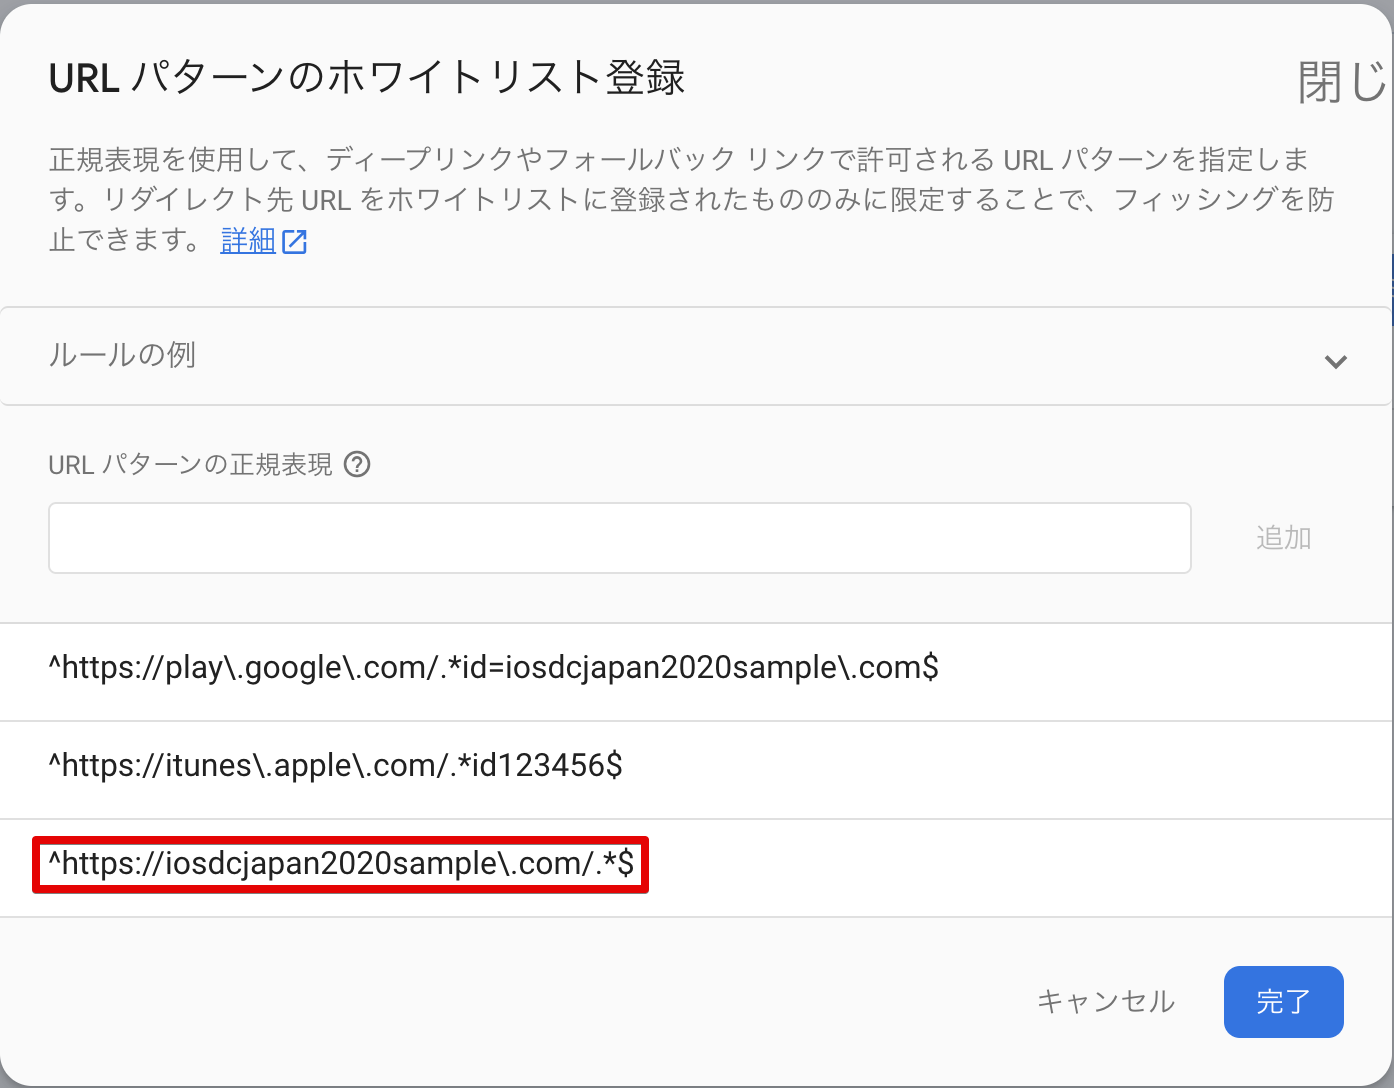 URL パターンのホワイトリスト登録
閉じ
正規表現を使用して、ディープリンクやフォールバック リンクで許可される URL パターンを指定しま
す。リダイレクト先 URL をホワイトリストに登録されたもののみに限定することで、フィッシングを防
止できます。 詳細
ルールの例
URL パターンの正規表現
追加
^https://play\.google\.com/.*id=iosdcjapan2020sample\.com$
^https://itunes\.apple\.com/.*id123456$
^https://iosdcjapan2020sample\.com/.*$
キャンセル
完了